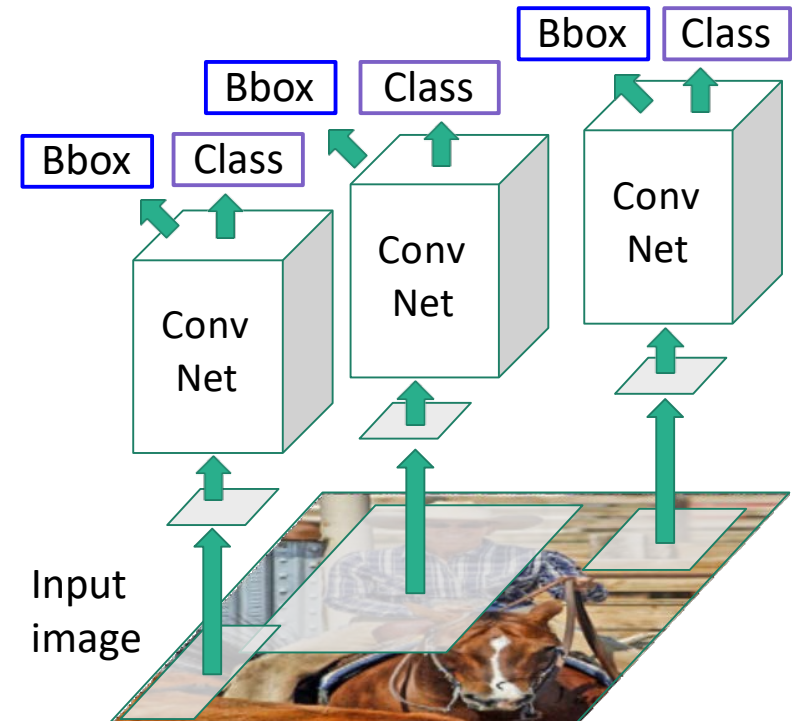 Bbox Class
Bbox Class
Bbox Class
Conv
Net
Conv
Net
Conv
Net
Input
image